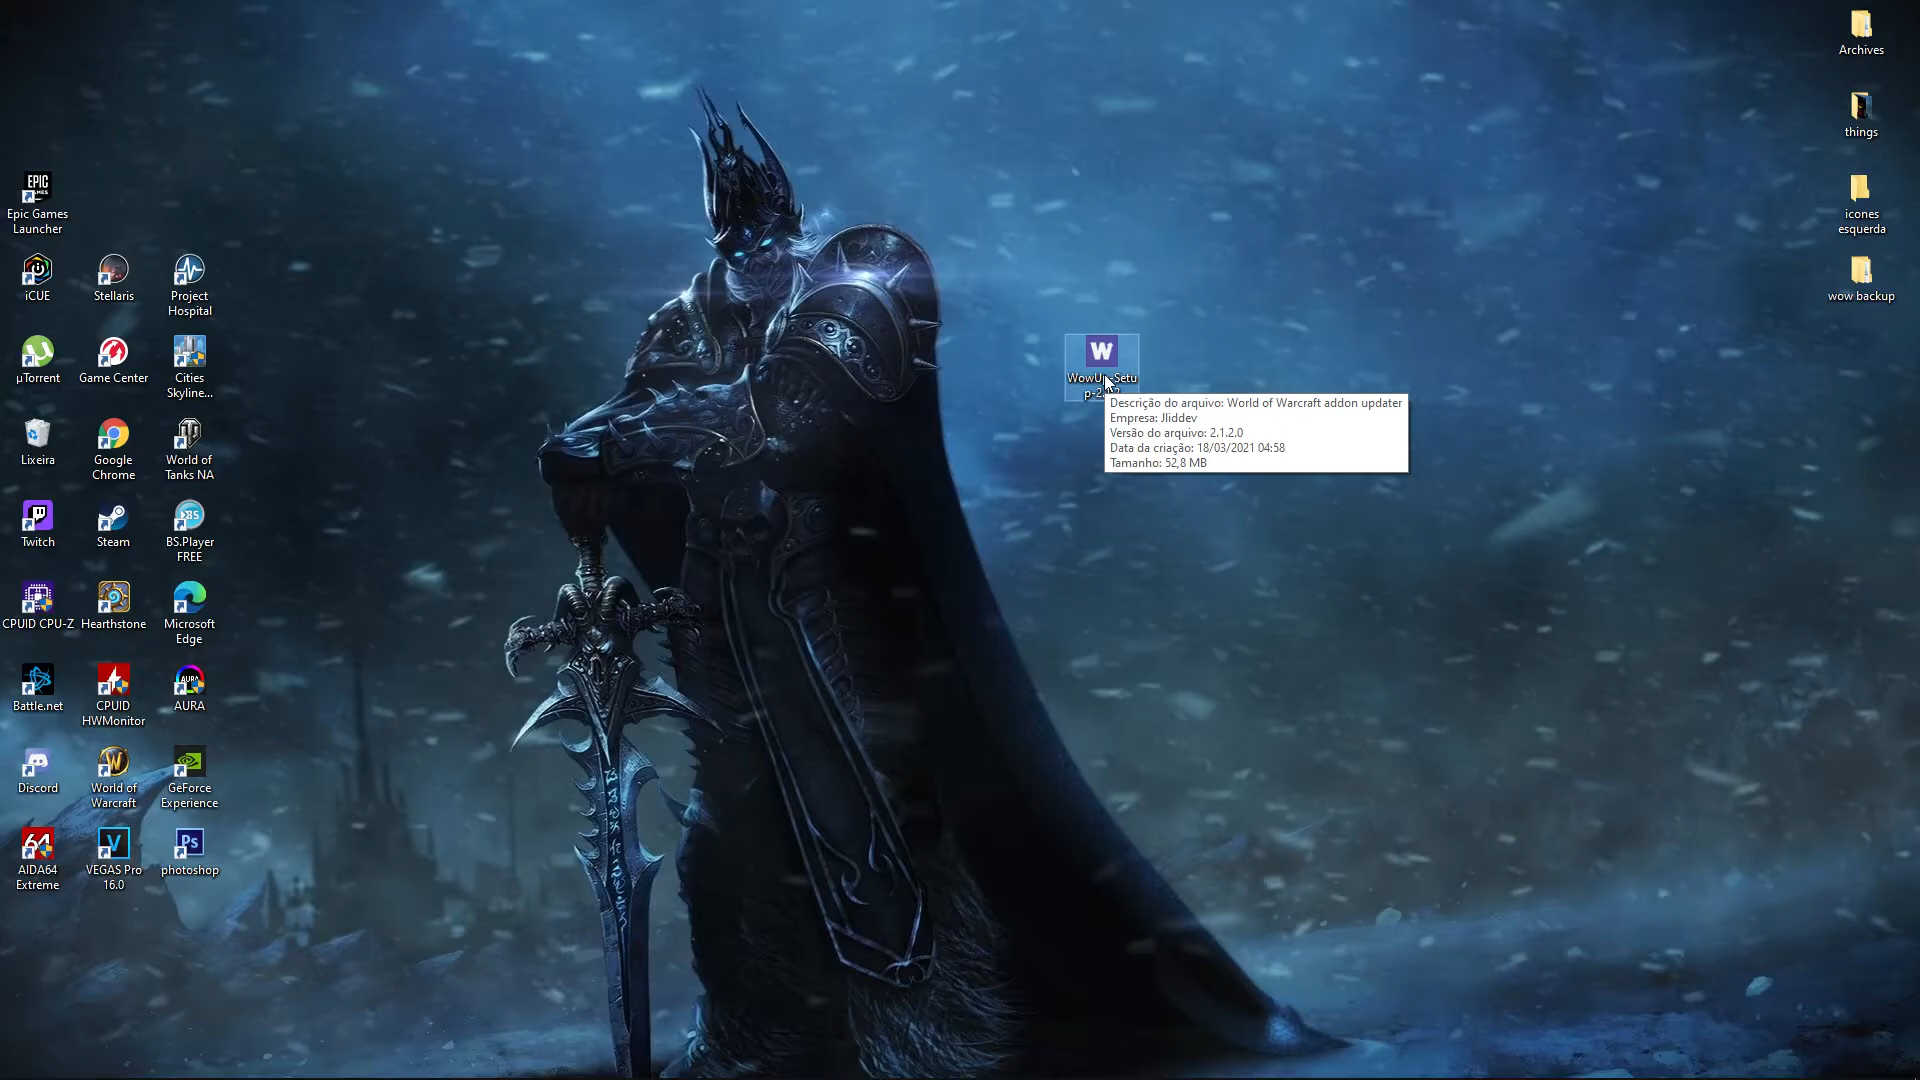 Archives
things
icones
esquerda
wow backup
EPIC
Epic Games
Launcher
iCUE
Stellaris
Project
Hospital
µTorrent
Game Center
Cities
Skyline...
Lixeira
Google
Chrome
World of
Tanks NA
Twitch
Steam
BS
BS.Player
FREE
CPUID CPU-Z
Hearthstone
Microsoft
Edge
Battle.net
CPUID
HWMonitor
AURA
AURA
Discord
W
World of
Warcraft
GeForce
Experience
64
AIDA64
Extreme
V
VEGAS Pro
16.0
Ps
photoshop
W
Descrição do arquivo: World of Warcraft addon updater
Empresa: Jliddev
Versão do arquivo: 2.1.2.0
Data da criação: 18/03/2021 04:58
Tamanho: 52,8 MB